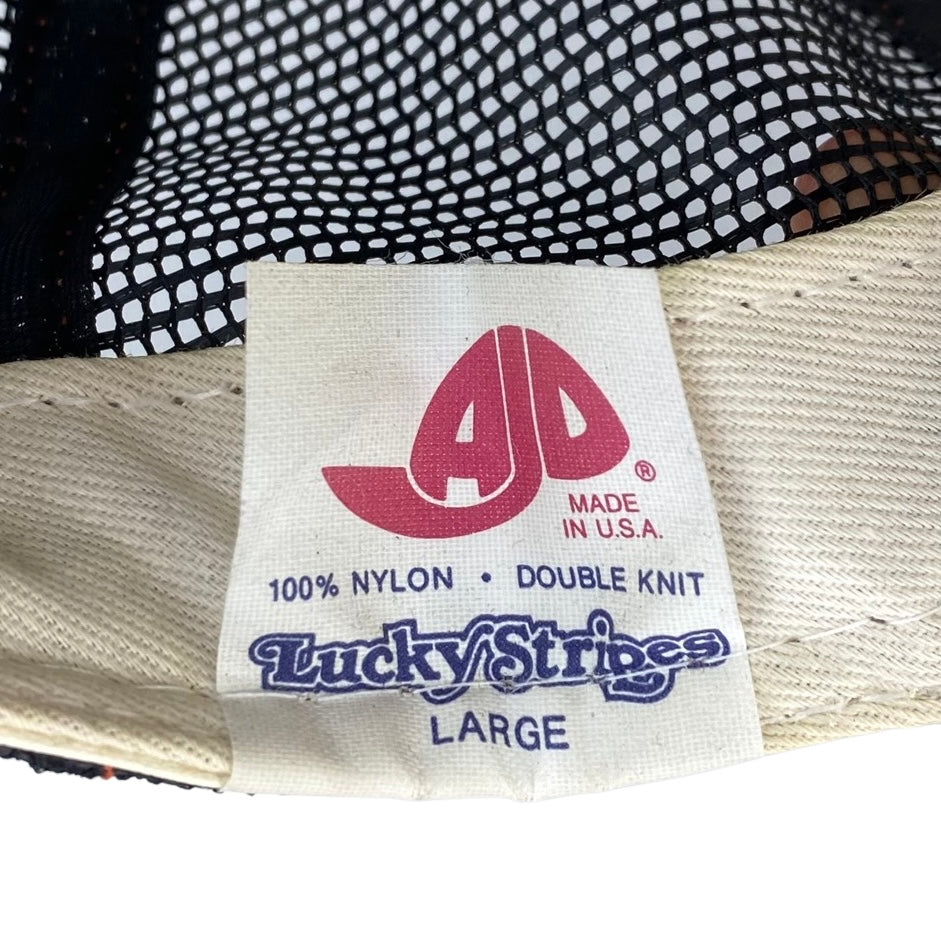 AJD ®
MADE
IN U.S.A.
100% NYLON • DOUBLE KNIT
Lucky Stripes
LARGE